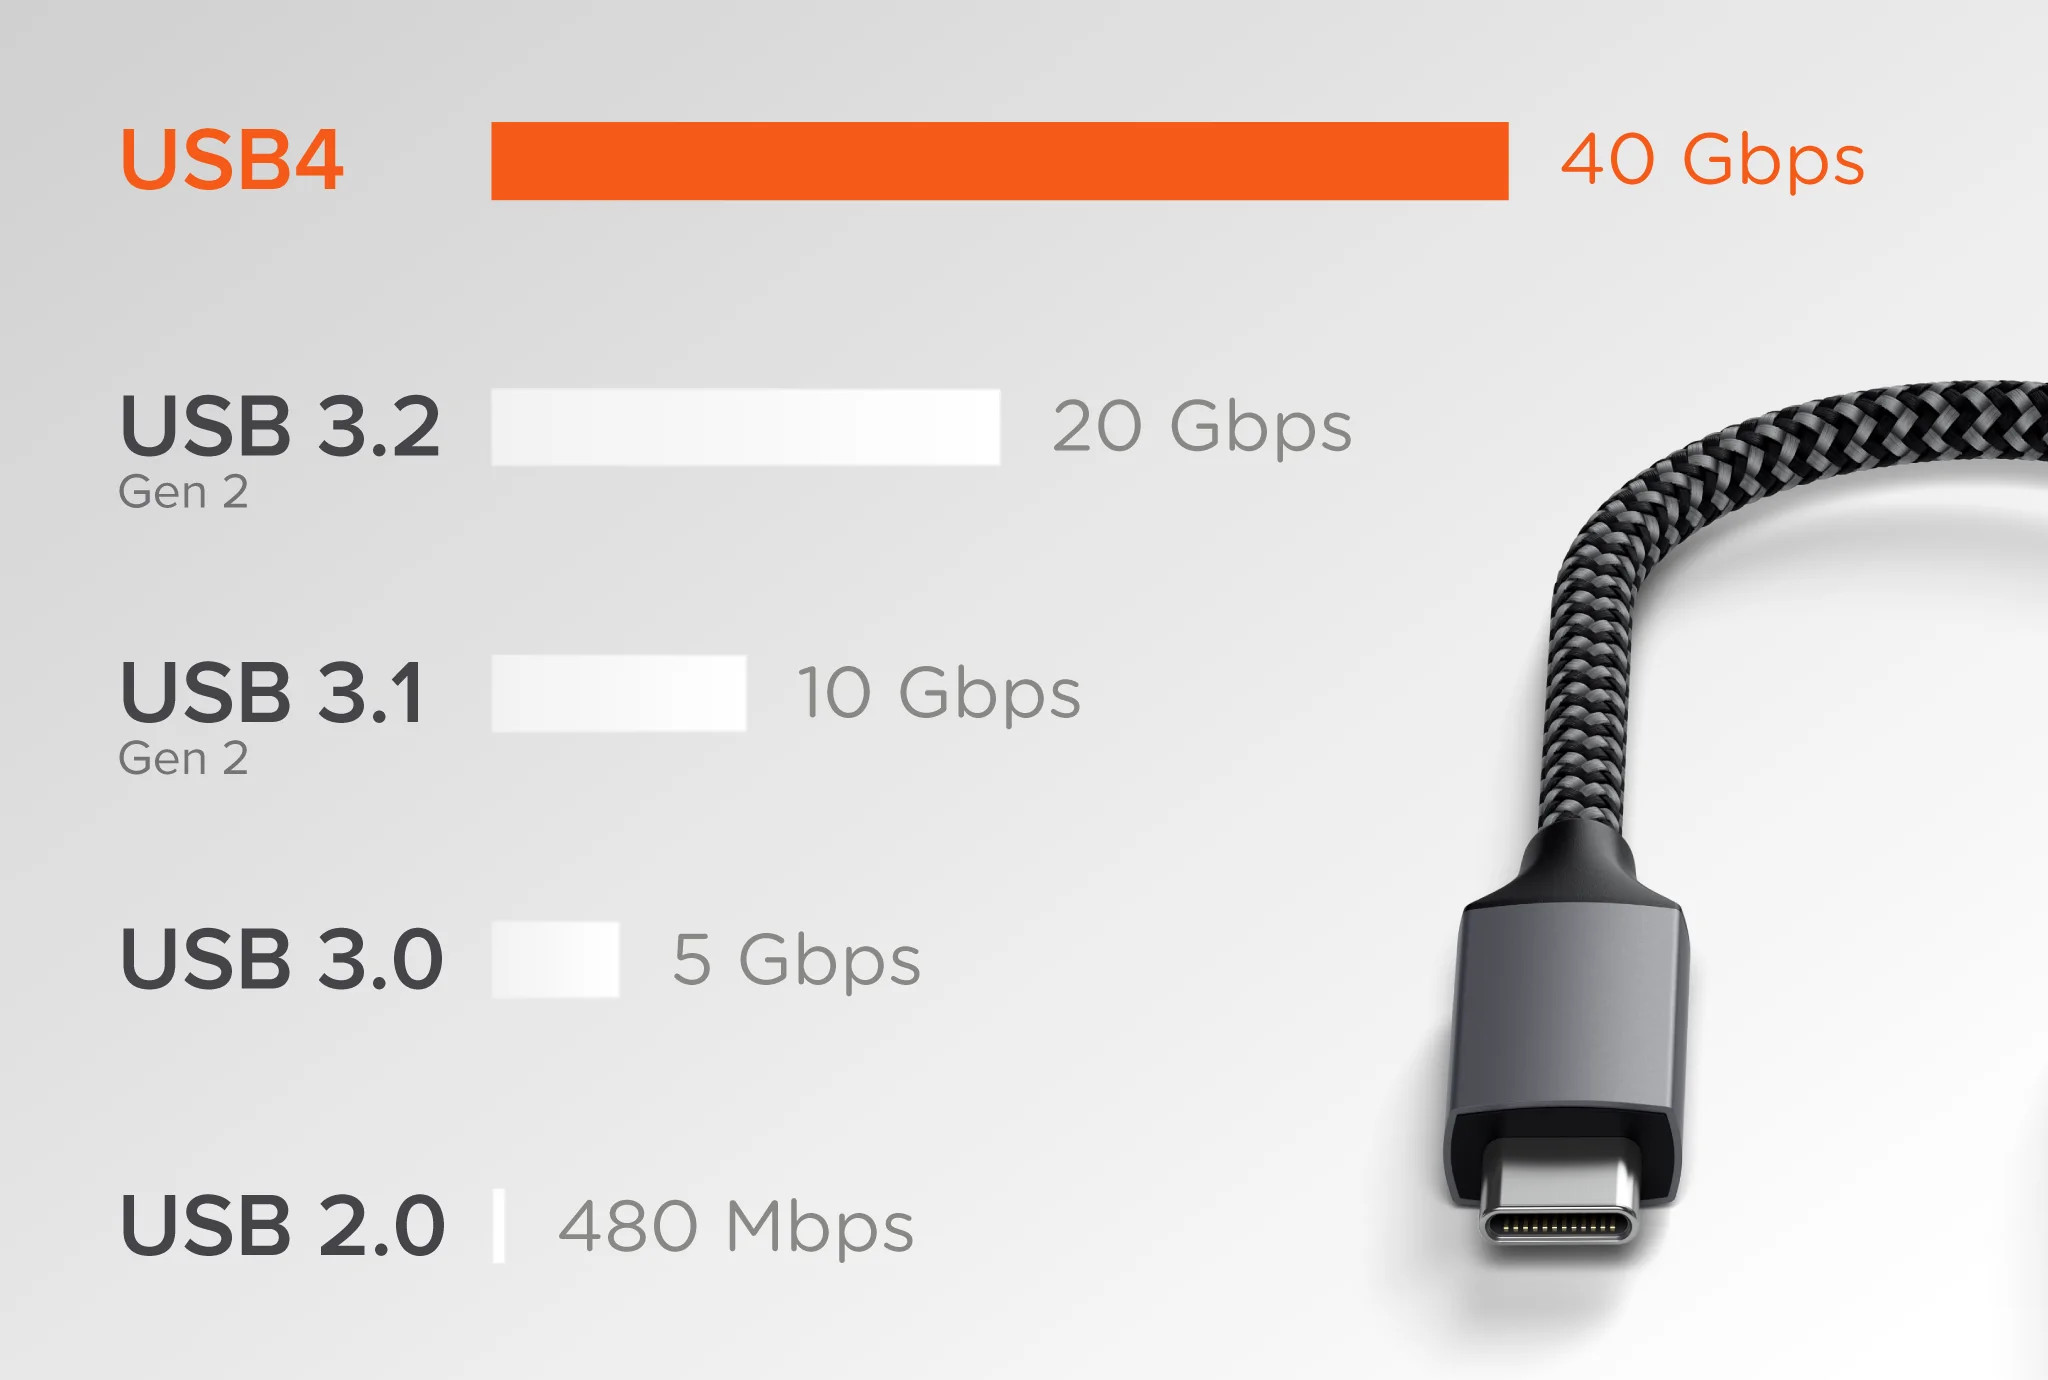 USB4 40 Gbps
USB 3.2 20 Gbps
Gen 2
USB 3.1 10 Gbps
Gen 2
USB 3.0 5 Gbps
USB 2.0 480 Mbps